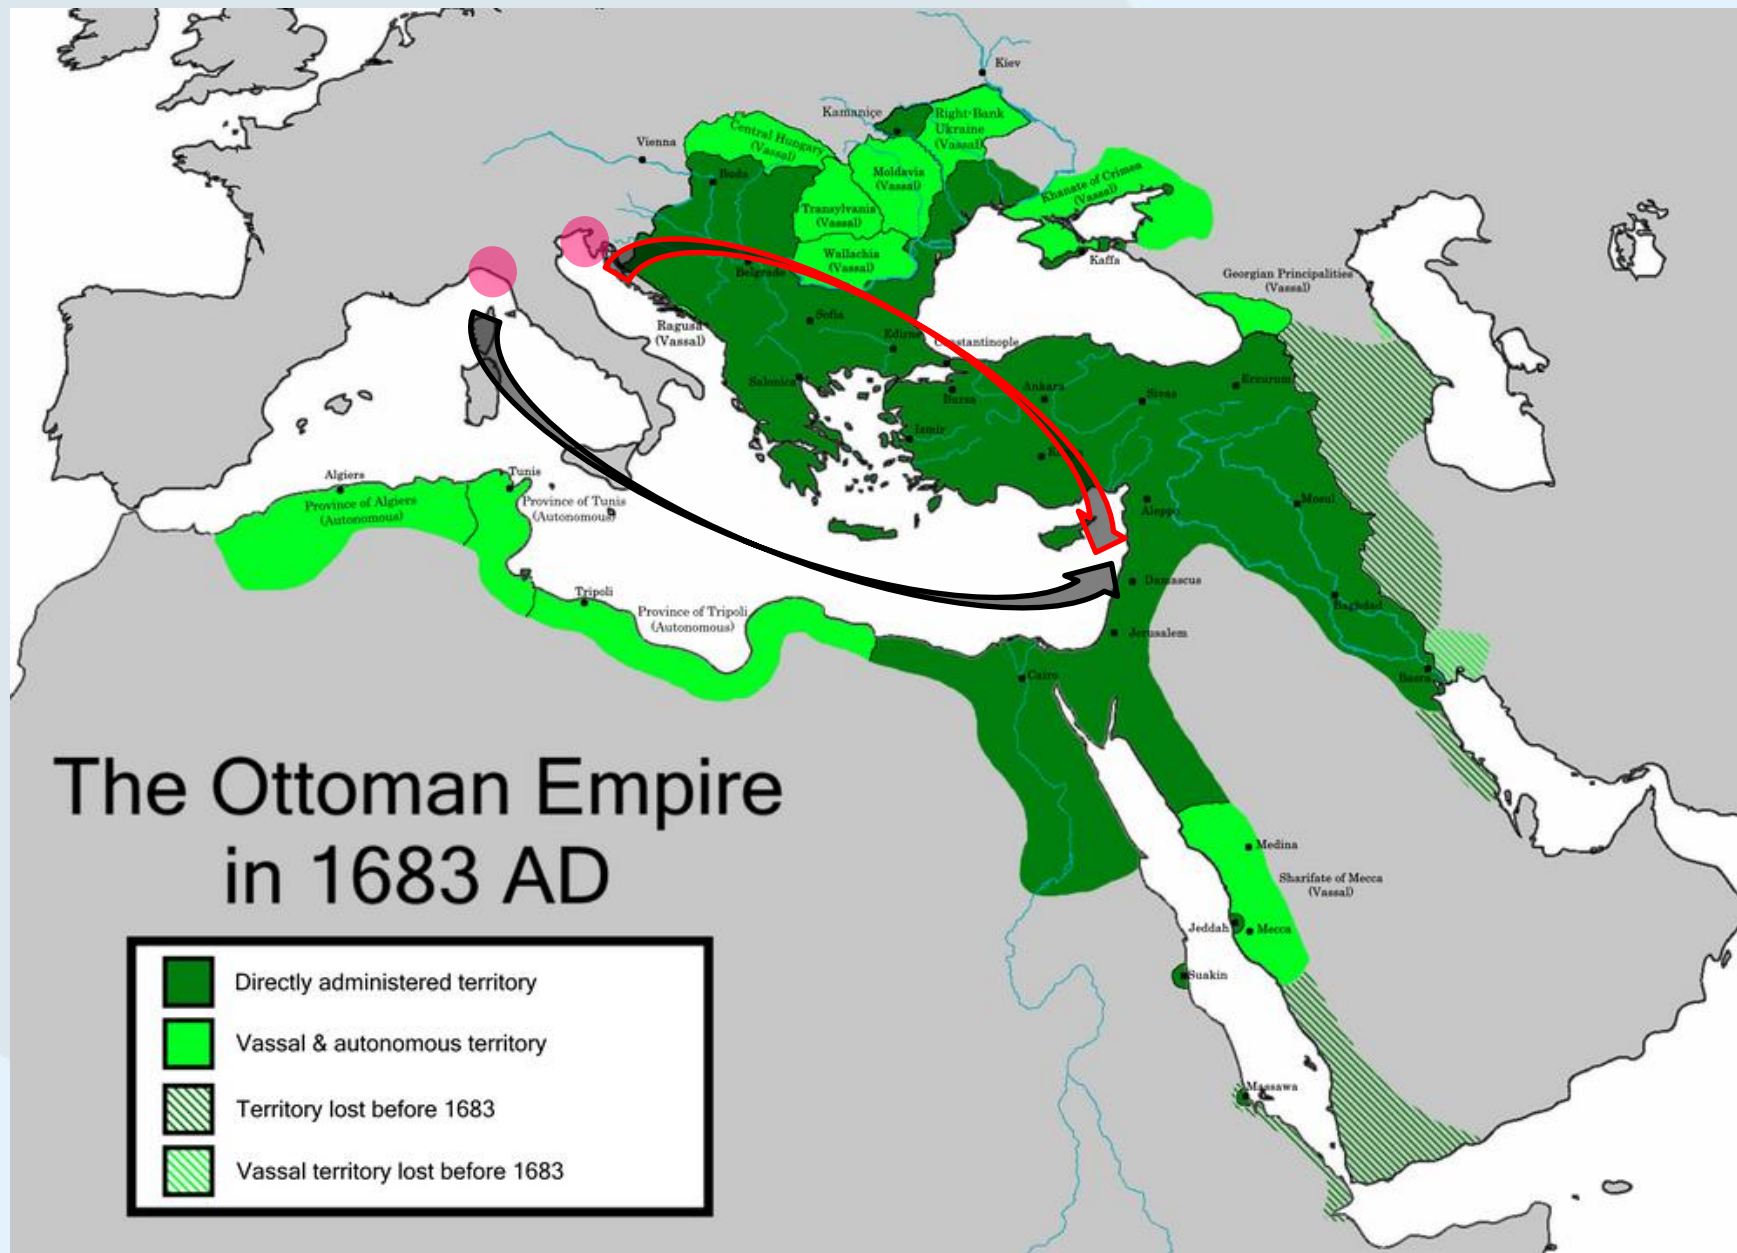 Kiev
Kamaniçe
Right-Bank
Ukraine
(Vassal)
Central Hungary
(Vassal)
Vienna
Buda
Moldavia
(Vassal)
Khanate of Crimea
(Vassal)
Transylvania
(Vassal)
Wallachia
(Vassal)
Kaffa
Belgrade
Georgian Principalities
(Vassal)
Ragusa
(Vassal)
Sofia
Edirne
Constantinople
Salonica
Bursa
Ankara
Sivas
Erzurum
Izmir
Algiers
Province of Algiers
(Autonomous)
Tunis
Province of Tunis
(Autonomous)
Aleppo
Mosul
Damascus
Tripoli
Province of Tripoli
(Autonomous)
Baghdad
Jerusalem
Cairo
Basra
The Ottoman Empire
in 1683 AD
Medina
Sharifate of Mecca
(Vassal)
Jeddah
Mecca
Suakin
Massawa
Directly administered territory
Vassal & autonomous territory
Territory lost before 1683
Vassal territory lost before 1683